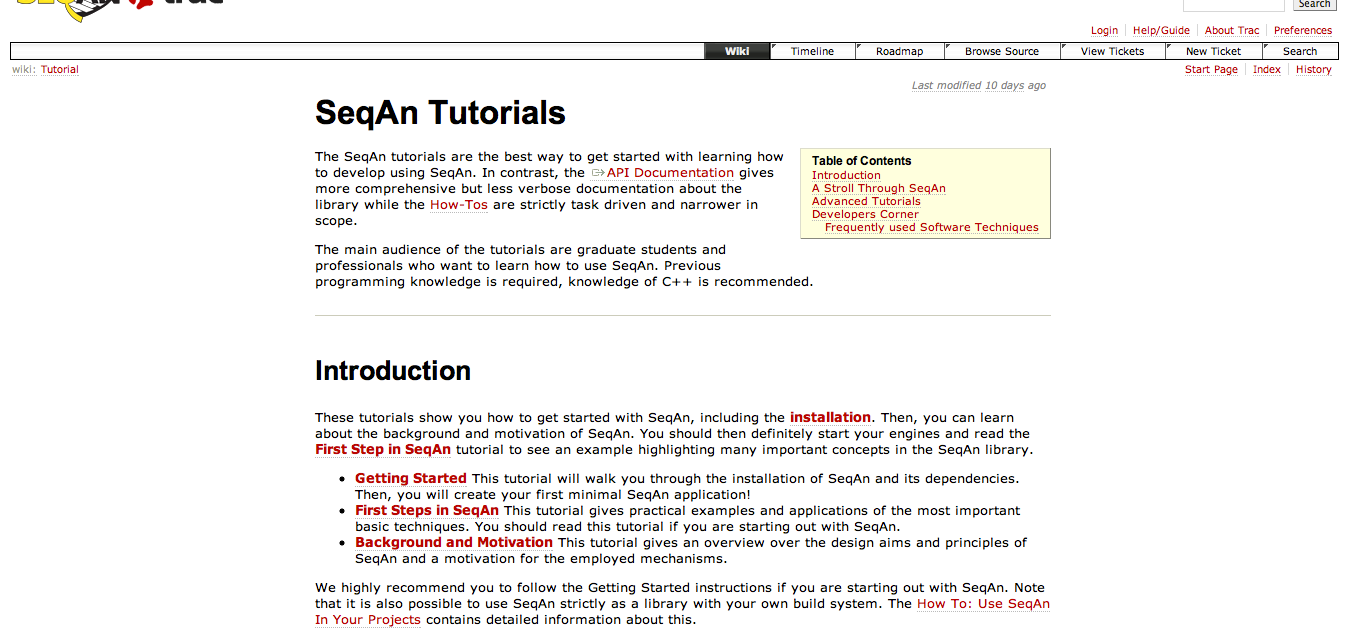 Search
Login Help/Guide About Trac Preferences
Wiki Timeline Roadmap Browse Source View Tickets New Ticket Search
wiki: Tutorial Start Page Index History
Last modified 10 days ago
SeqAn Tutorials
The SeqAn tutorials are the best way to get started with learning how
to develop using SeqAn. In contrast, the API Documentation gives
more comprehensive but less verbose documentation about the
library while the How-Tos are strictly task driven and narrower in
scope.
Table of Contents
Introduction
A Stroll Through SeqAn
Advanced Tutorials
Developers Corner
Frequently used Software Techniques
The main audience of the tutorials are graduate students and
professionals who want to learn how to use SeqAn. Previous
programming knowledge is required, knowledge of C++ is recommended.
Introduction
These tutorials show you how to get started with SeqAn, including the installation. Then, you can learn
about the background and motivation of SeqAn. You should then definitely start your engines and read the
First Step in SeqAn tutorial to see an example highlighting many important concepts in the SeqAn library.
• Getting Started This tutorial will walk you through the installation of SeqAn and its dependencies.
Then, you will create your first minimal SeqAn application!
• First Steps in SeqAn This tutorial gives practical examples and applications of the most important
basic techniques. You should read this tutorial if you are starting out with SeqAn.
• Background and Motivation This tutorial gives an overview over the design aims and principles of
SeqAn and a motivation for the employed mechanisms.
We highly recommend you to follow the Getting Started instructions if you are starting out with SeqAn. Note
that it is also possible to use SeqAn strictly as a library with your own build system. The How To: Use SeqAn
In Your Projects contains detailed information about this.